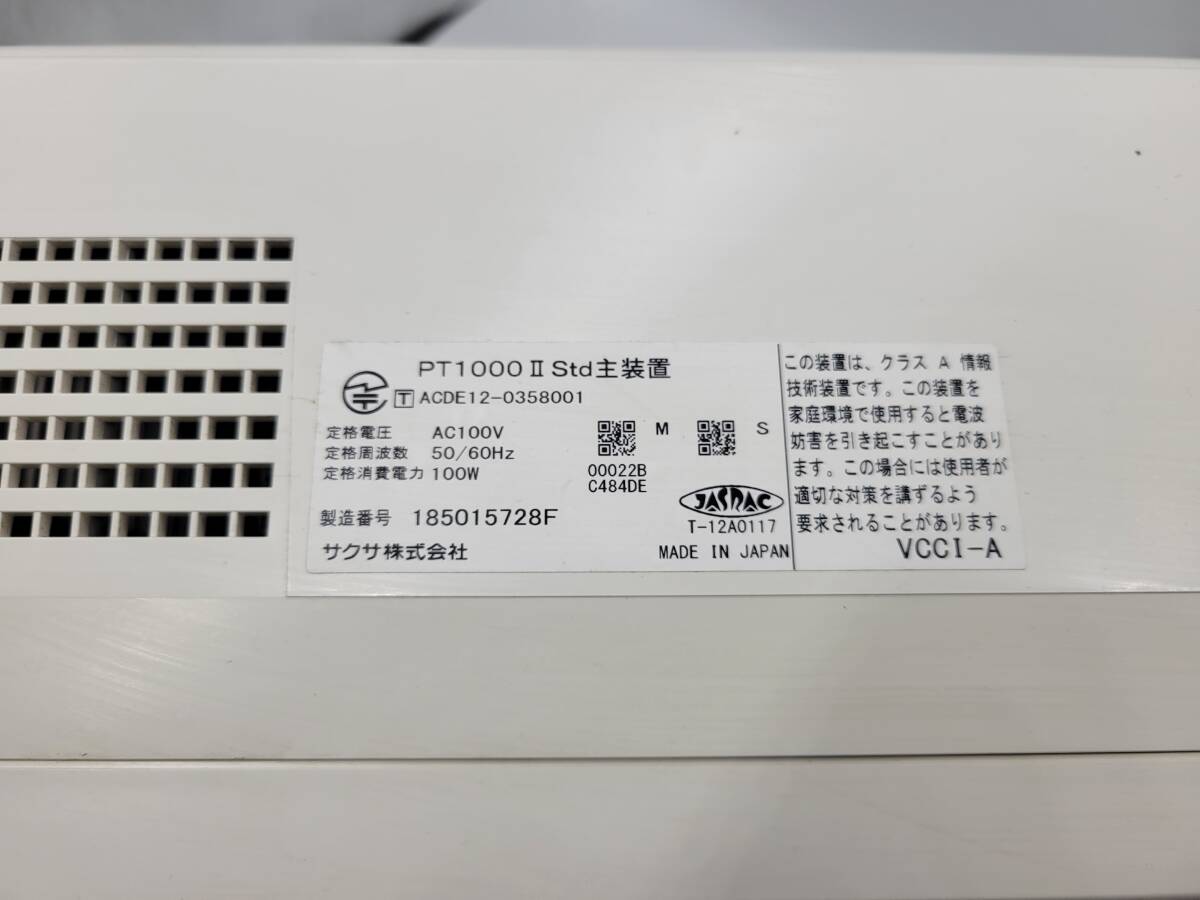 PT1000 II Std主装置
T ACDE12-0358001
定格電圧 AC100V
定格周波数 50/60Hz
定格消費電力 100W
M
S
00022B
C484DE
JASRAC
T-12A0117
製造番号 185015728F
サクサ株式会社
MADE IN JAPAN
この装置は、クラス A 情報
技術装置です。この装置を
家庭環境で使用すると電波
妨害を引き起こすことがあり
ます。この場合には使用者が
適切な対策を講ずるよう
要求されることがあります。
VCCI-A